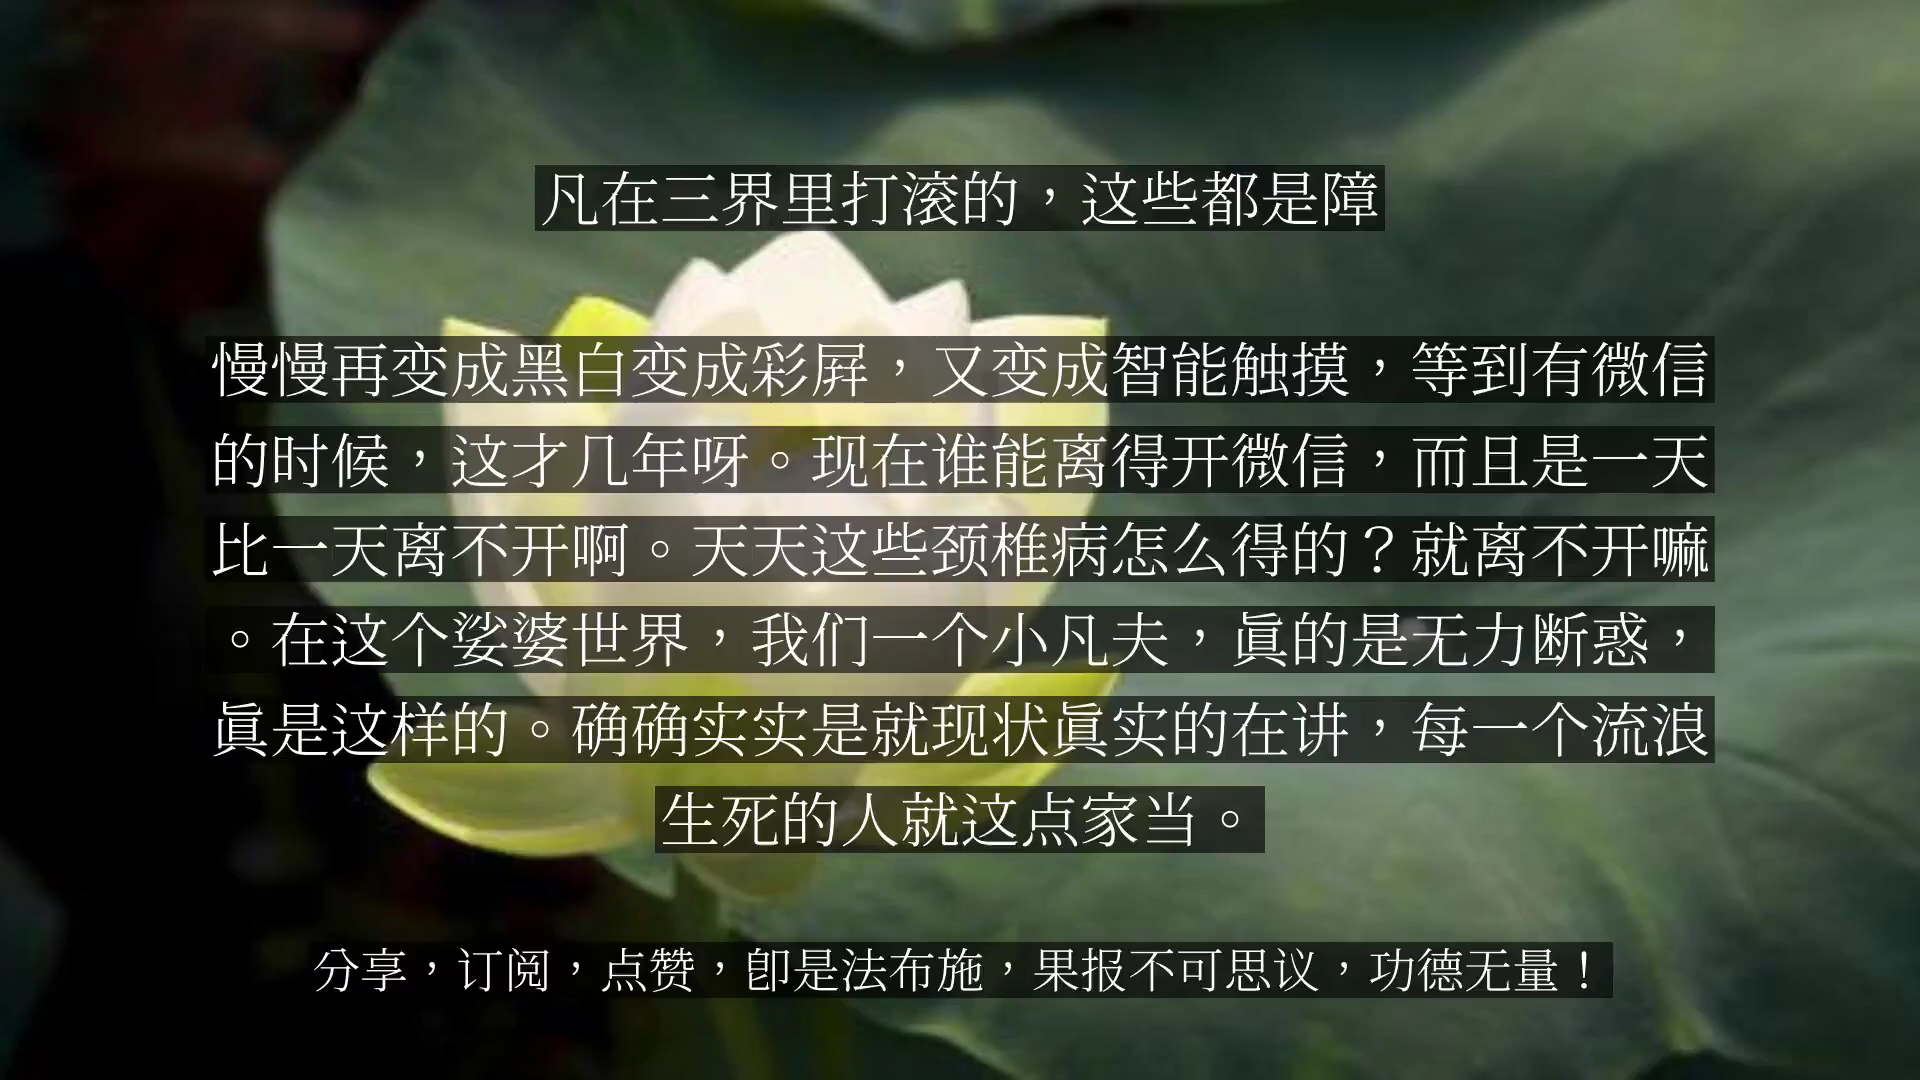 凡在三界里打滚的，这些都是障
慢慢再变成黑白变成彩屛，又变成智能触摸，等到有微信
的时候，这才几年呀。现在谁能离得开微信，而且是一天
比一天离不开啊。天天这些颈椎病怎么得的？就离不开嘛
。在这个娑婆世界，我们一个小凡夫，眞的是无力断惑，
眞是这样的。确确实实是就现状眞实的在讲，每一个流浪
生死的人就这点家当。
分享，订阅，点赞，卽是法布施，果报不可思议，功德无量！